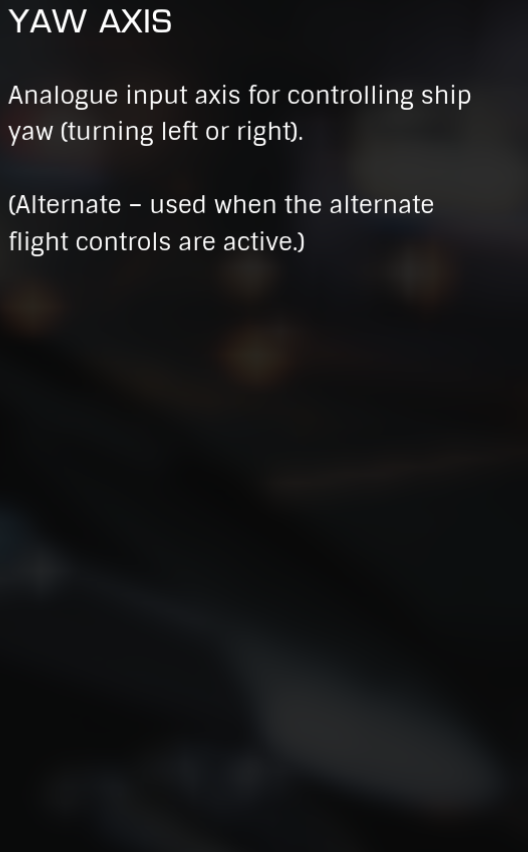 YAW AXIS
Analogue input axis for controlling ship
yaw (turning left or right).
(Alternate – used when the alternate
flight controls are active.)